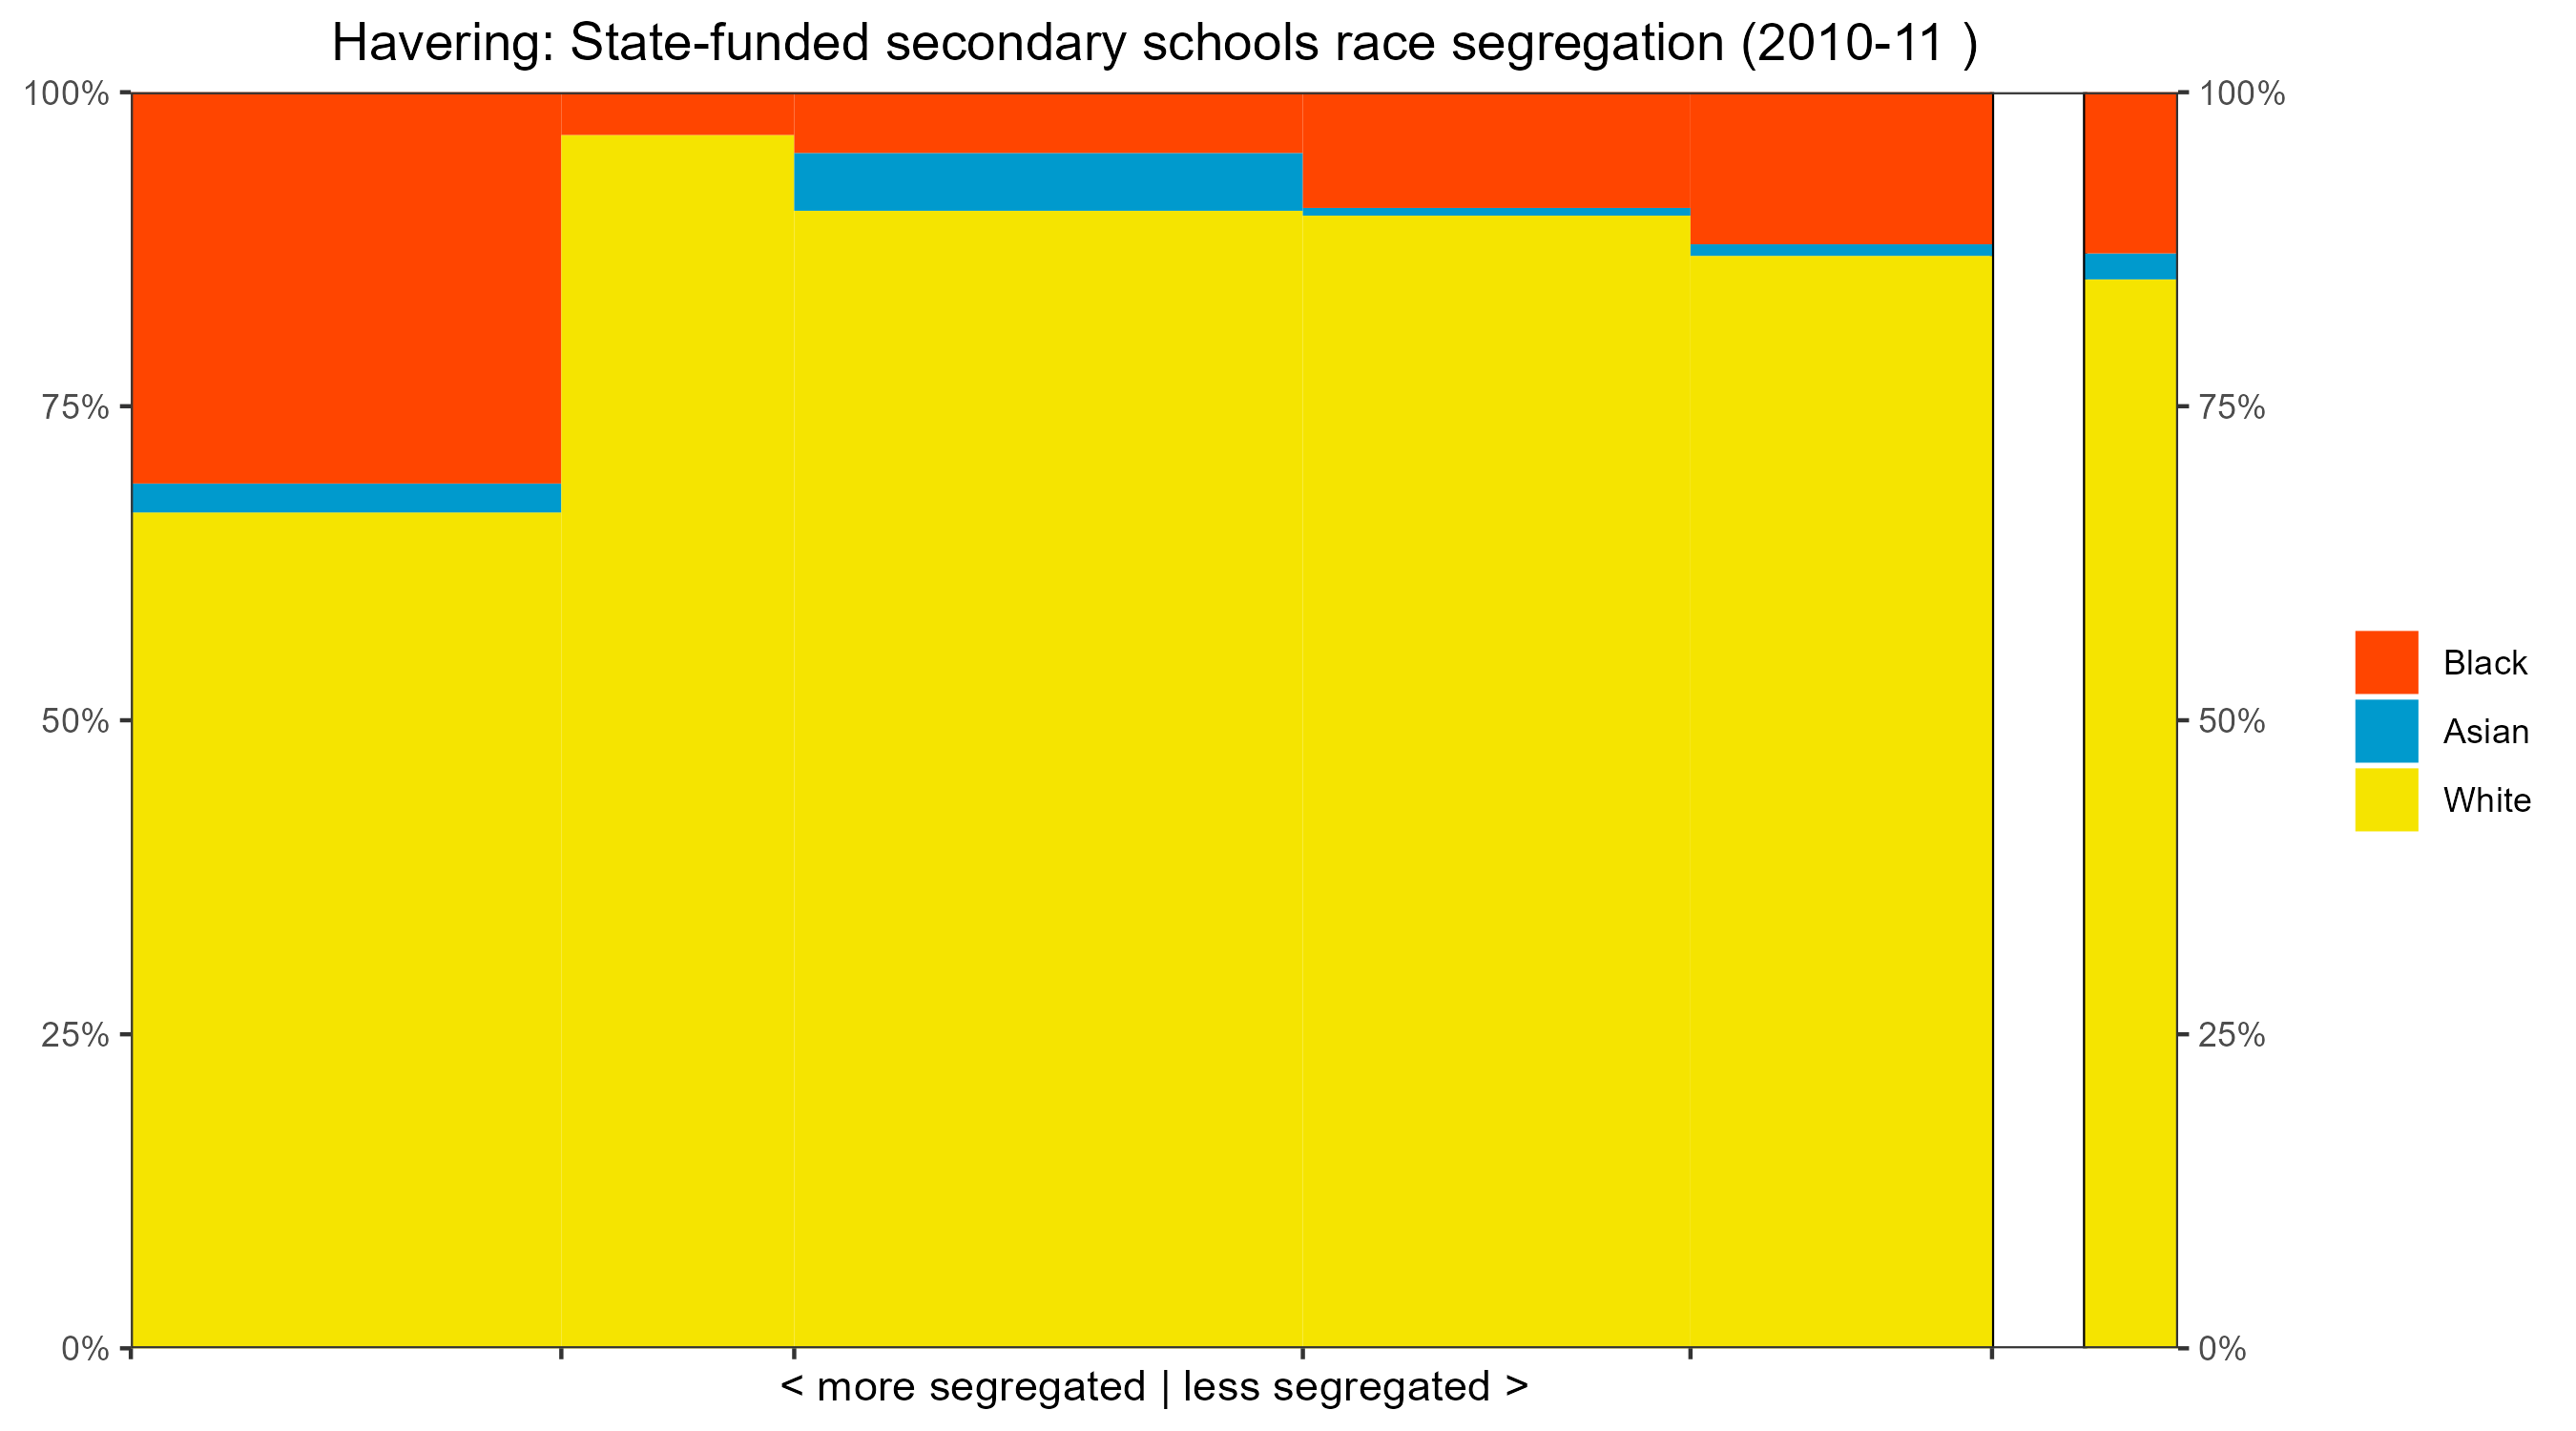 Havering: State-funded secondary schools race segregation (2010-11 )
100%
75%
50%
25%
0%
100%
75%
50%
25%
0%
Black
Asian
White
< more segregated | less segregated >